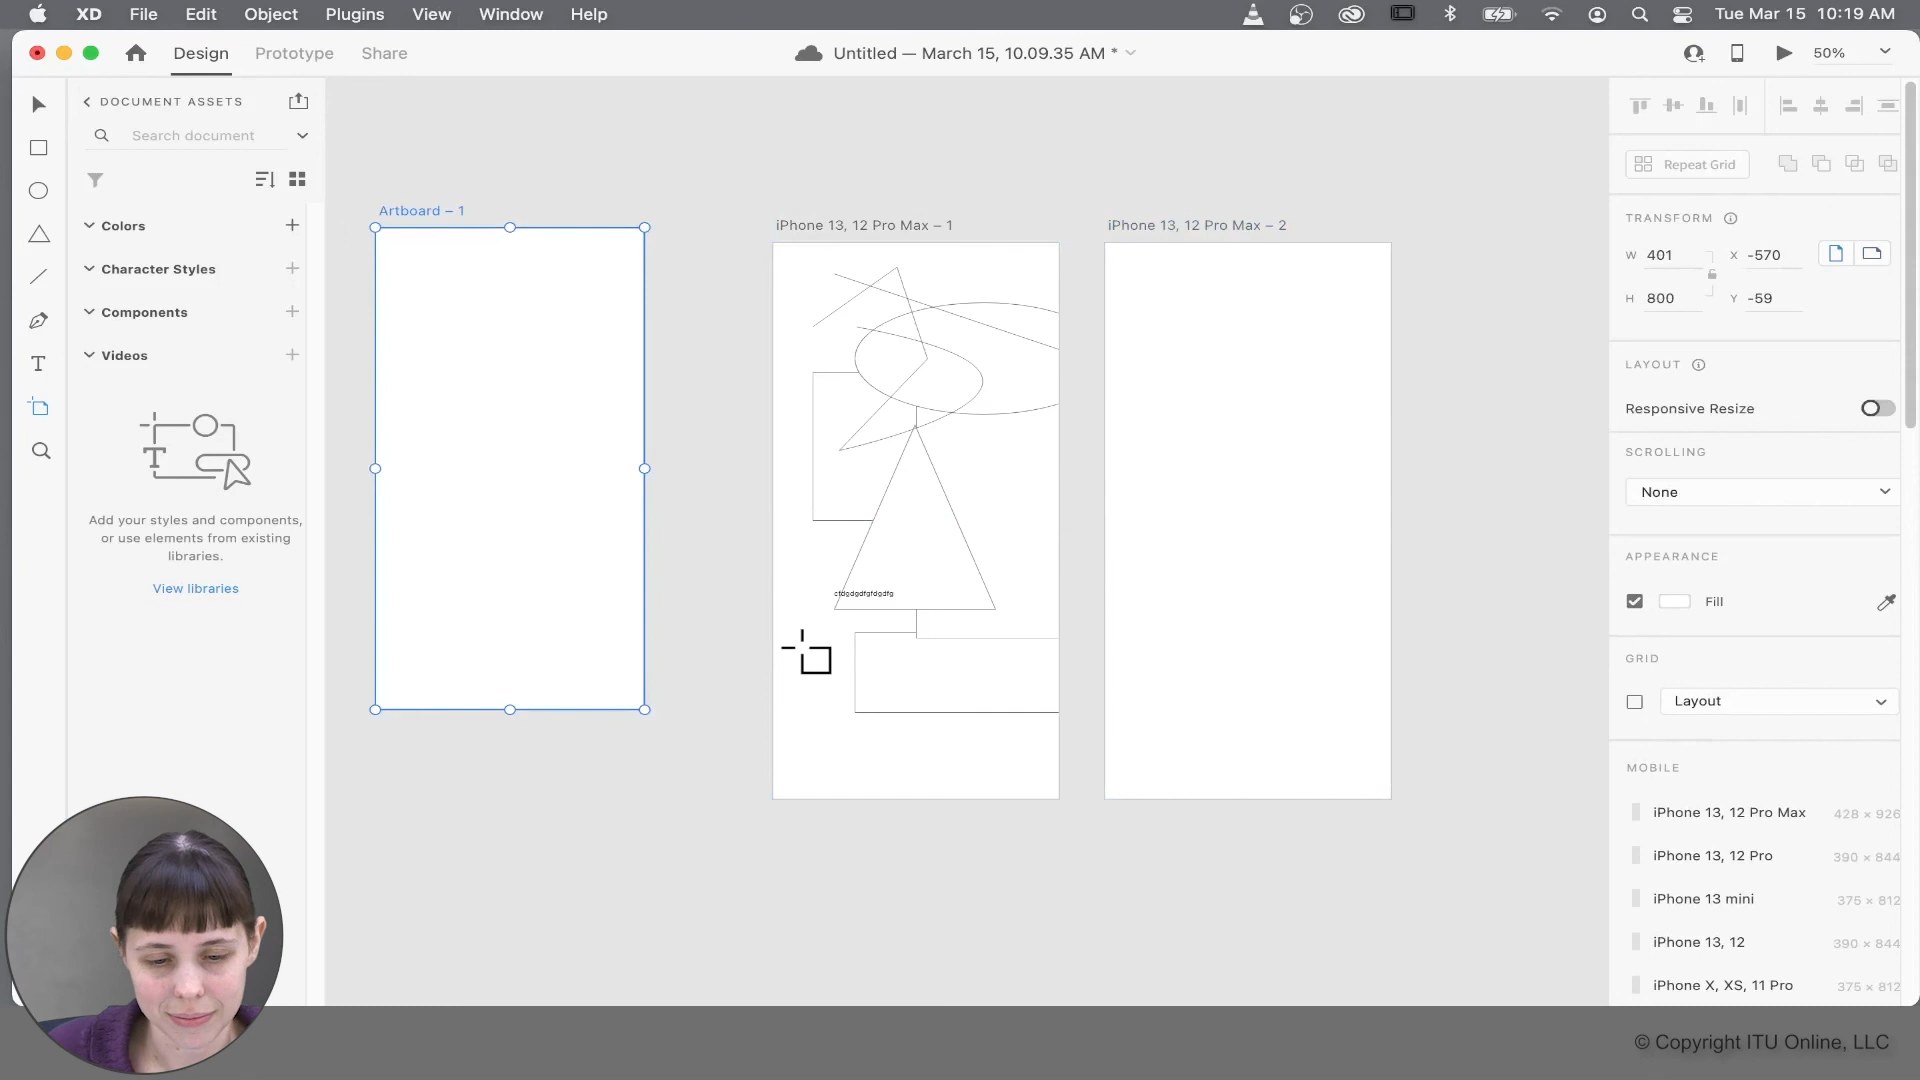 XD File Edit Object Plugins View Window Help Tue Mar 15 10:19 AM
Design Prototype Share Untitled — March 15, 10.09.35 AM * 50%
DOCUMENT ASSETS
Search document
Colors
Character Styles
Components
Videos
Add your styles and components,
or use elements from existing
libraries.
View libraries
Artboard – 1
iPhone 13, 12 Pro Max – 1
iPhone 13, 12 Pro Max – 2
Repeat Grid
TRANSFORM
W 401 X -570
H 800 Y -59
LAYOUT
Responsive Resize
SCROLLING
None
APPEARANCE
Fill
GRID
Layout
MOBILE
iPhone 13, 12 Pro Max 428 × 926
iPhone 13, 12 Pro 390 × 844
iPhone 13 mini 375 × 812
iPhone 13, 12 390 × 844
iPhone X, XS, 11 Pro 375 × 812
© Copyright ITU Online, LLC